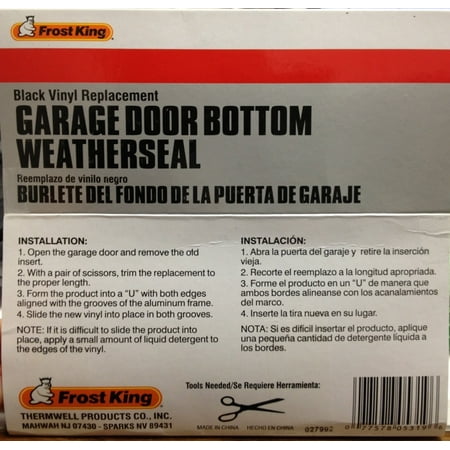 Frost King
Black Vinyl Replacement
GARAGE DOOR BOTTOM
WEATHERSEAL
Reemplazo de vinilo negro
BURLETE DEL FONDO DE LA PUERTA DE GARAJE
INSTALLATION:
1. Open the garage door and remove the old
insert.
2. With a pair of scissors, trim the replacement to
the proper length.
3. Form the product into a "U" with both edges
aligned with the grooves of the aluminum frame.
4. Slide the new vinyl into place in both grooves.
NOTE: If it is difficult to slide the product into
place, apply a small amount of liquid detergent to
the edges of the vinyl.
INSTALACIÓN:
1. Abra la puerta del garaje y retire la inserción
vieja.
2. Recorte el reemplazo a la longitud apropriada.
3. Forme el producto en un "U" de manera que
ambos bordes alineanse con los acanalamientos
del marco.
4. Inserte la tira nueva en su lugar.
NOTA: Si es difícil insertar el producto, aplique
una pequeña cantidad de detergente liquida a
los bordes.
Frost King
THERMWELL PRODUCTS CO., INC.
MAHWAH NJ 07430 - SPARKS NV 89431
Tools Needed/Se Requiere Herramienta:
MADE IN CHINA HECHO EN CHINA
027992
0 77578 05319 6